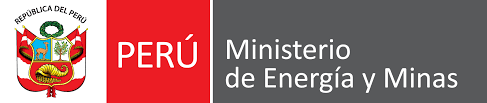 REPÚBLICA DEL PERÚ
PERÚ
Ministerio
de Energía y Minas